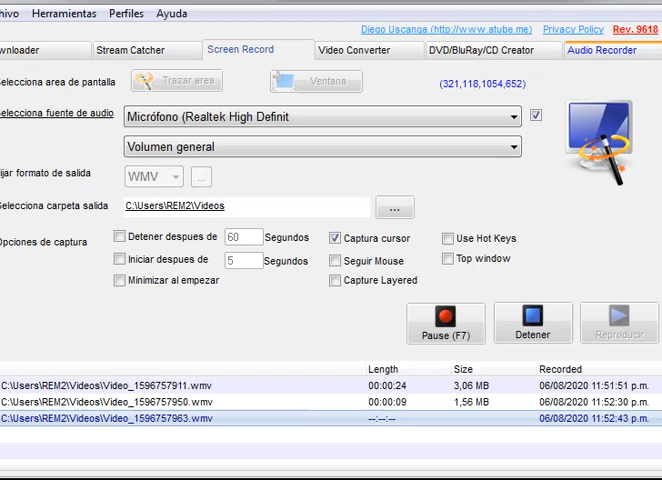 hivo Herramientas Perfiles Ayuda
Diego Uscanga (http://www.atube.me) Privacy Policy Rev. 9618
wnloader Stream Catcher Screen Record Video Converter DVD/BluRay/CD Creator Audio Recorder
Selecciona area de pantalla Trazar area Ventana (321,118,1054,652)
Selecciona fuente de audio Micrófono (Realtek High Definit
Volumen general
ijar formato de salida WMV ...
Selecciona carpeta salida C:\Users\REM2\Videos ...
Opciones de captura Detener despues de 60 Segundos Captura cursor Use Hot Keys
Iniciar despues de 5 Segundos Seguir Mouse Top window
Minimizar al empezar Capture Layered
Pause (F7) Detener Reproducir
Length Size Recorded
C:\Users\REM2\Videos\Video_1596757911.wmv 00:00:24 3,06 MB 06/08/2020 11:51:51 p.m.
C:\Users\REM2\Videos\Video_1596757950.wmv 00:00:09 1,56 MB 06/08/2020 11:52:30 p.m.
C:\Users\REM2\Videos\Video_1596757963.wmv --:--:-- 06/08/2020 11:52:43 p.m.